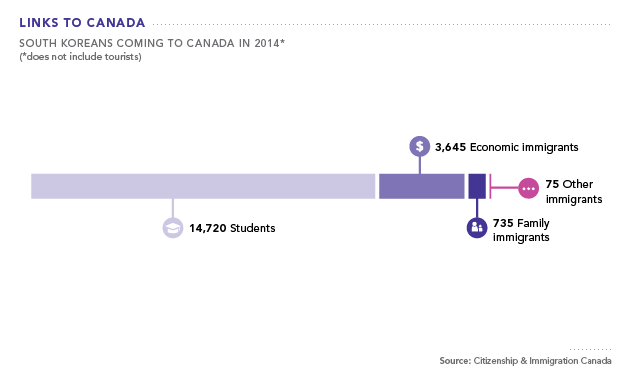 LINKS TO CANADA
SOUTH KOREANS COMING TO CANADA IN 2014*
(*does not include tourists)
$ 3,645 Economic immigrants
75 Other
immigrants
14,720 Students
735 Family
immigrants
Source: Citizenship & Immigration Canada